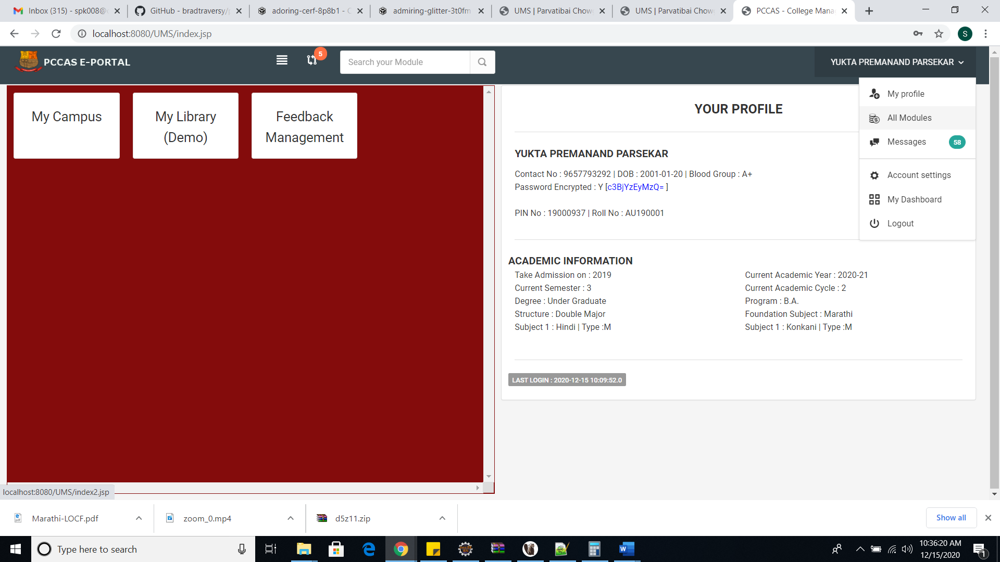 Inbox (315) - spk008@
GitHub - bradtraversy/
adoring-cerf-8p8b1 - C
admiring-glitter-3t0fm
UMS | Parvatibai Chow
UMS | Parvatibai Chow
PCCAS - College Mana
localhost:8080/UMS/index.jsp
S
PCCAS E-PORTAL
5
Search your Module
YUKTA PREMANAND PARSEKAR
My profile
All Modules
Messages 58
Account settings
My Dashboard
Logout
My Campus
My Library
(Demo)
Feedback
Management
YOUR PROFILE
YUKTA PREMANAND PARSEKAR
Contact No : 9657793292 | DOB : 2001-01-20 | Blood Group : A+
Password Encrypted : Y [c3BjYzEyMzQ= ]
PIN No : 19000937 | Roll No : AU190001
ACADEMIC INFORMATION
Take Admission on : 2019
Current Academic Year : 2020-21
Current Semester : 3
Current Academic Cycle : 2
Degree : Under Graduate
Program : B.A.
Structure : Double Major
Foundation Subject : Marathi
Subject 1 : Hindi | Type :M
Subject 1 : Konkani | Type :M
LAST LOGIN : 2020-12-15 10:09:52.0
localhost:8080/UMS/index2.jsp
Marathi-LOCF.pdf
zoom_0.mp4
d5z11.zip
Show all
Type here to search
10:36:20 AM
12/15/2020
1